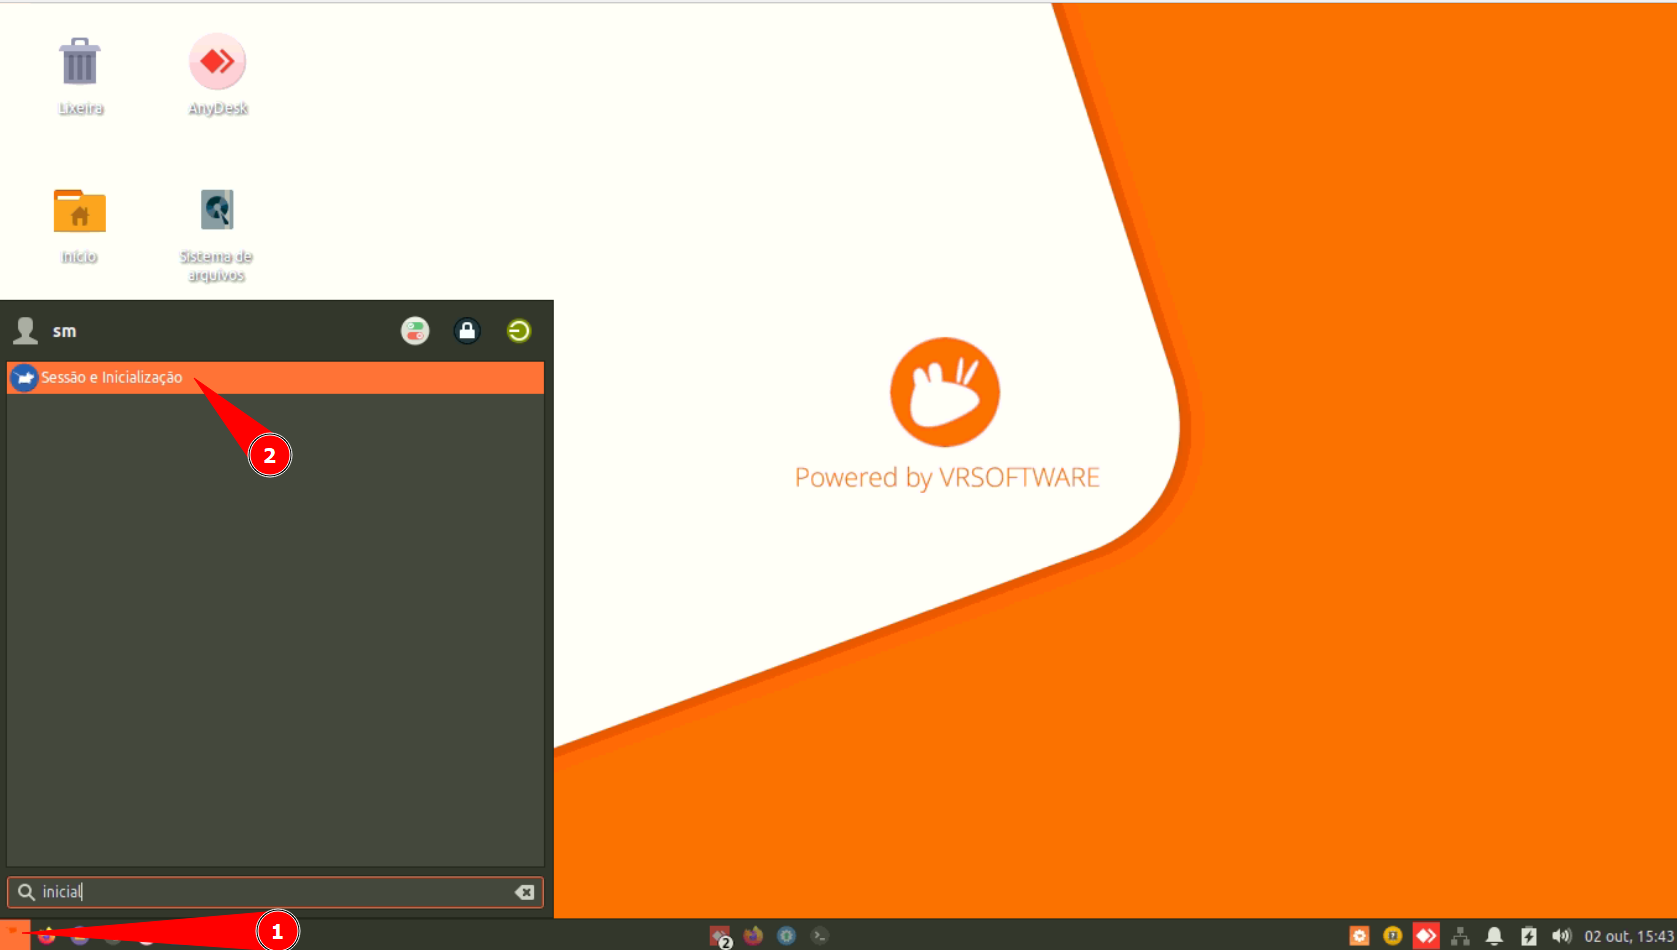 Lixeira
AnyDesk
Início
Sistema de
arquivos
sm
Sessão e Inicialização
2
Powered by VRSOFTWARE
inicial
1
2
02 out, 15:43